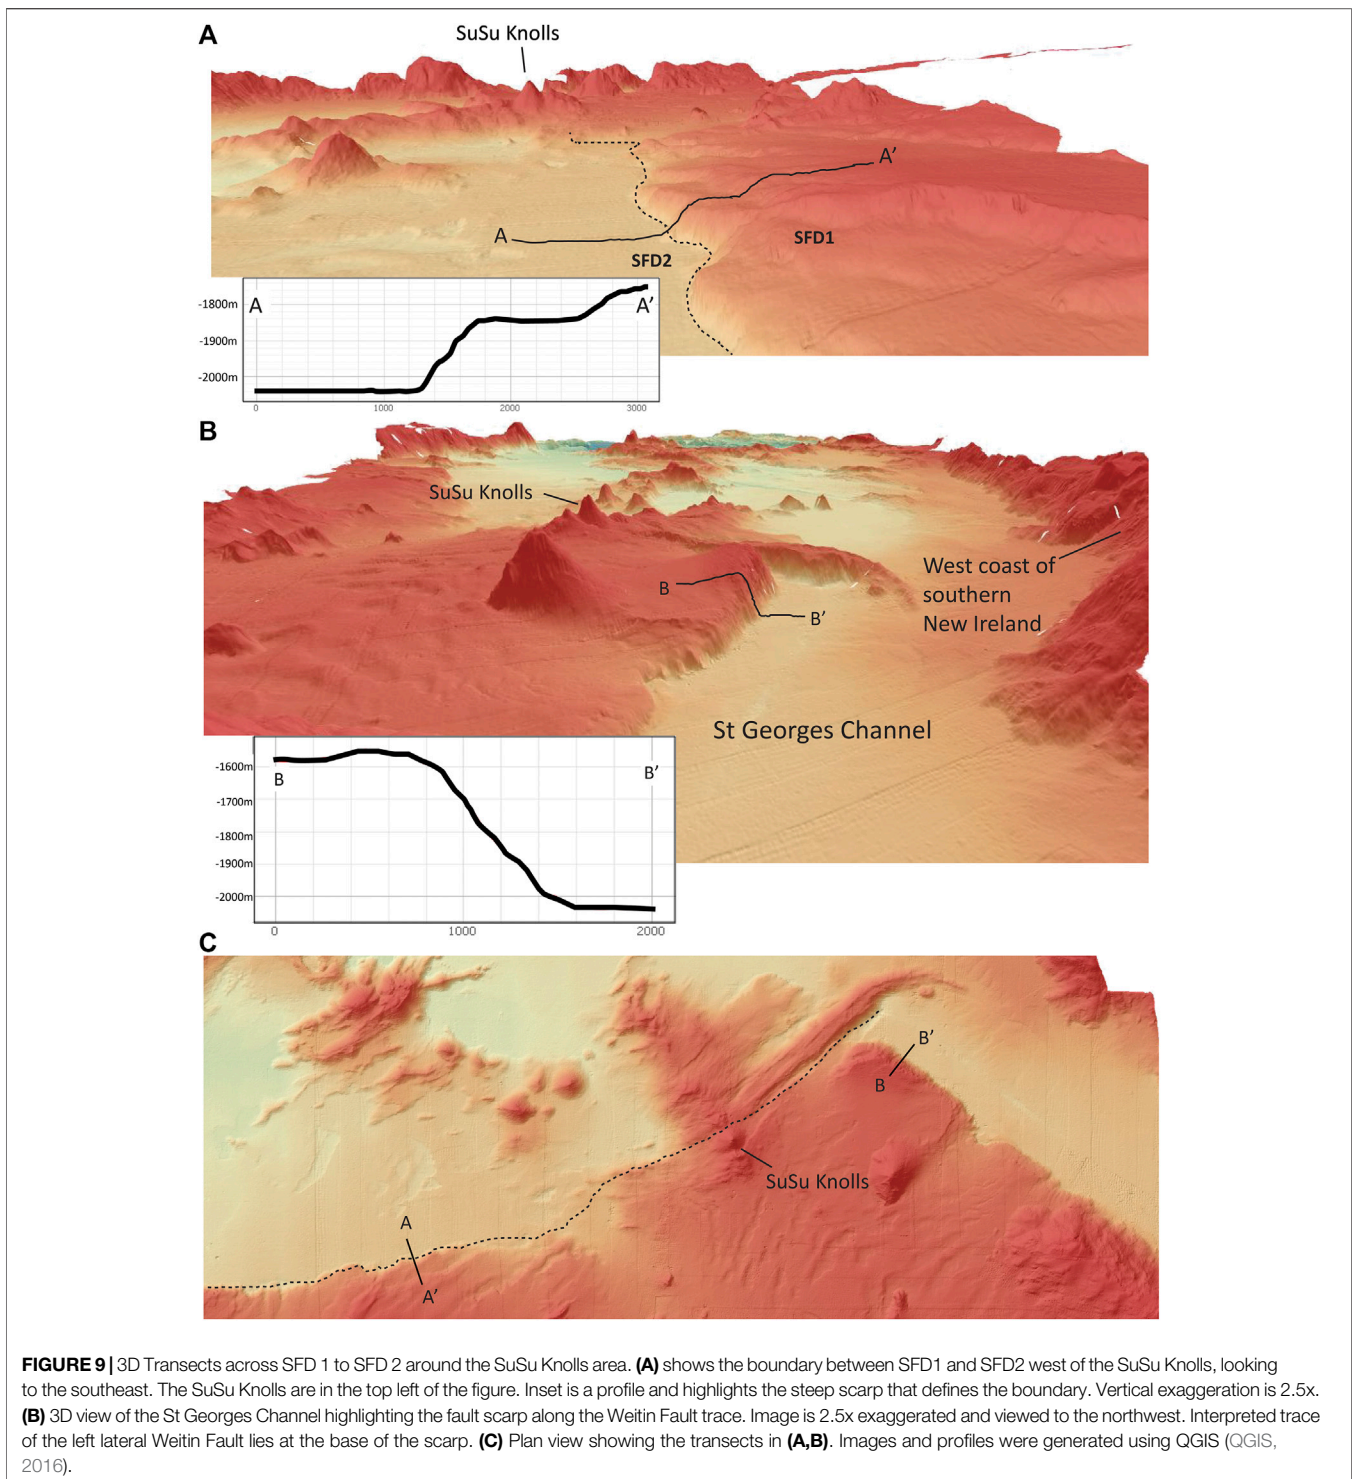 A
SuSu Knolls
A'
A
SFD1
SFD2
A
A'
-1800m
-1900m
-2000m
0 1000 2000 3000
B
SuSu Knolls
West coast of
southern
New Ireland
B
B'
St Georges Channel
-1600m
B
B'
-1700m
-1800m
-1900m
-2000m
0 1000 2000
C
B'
B
SuSu Knolls
A
A'
FIGURE 9 | 3D Transects across SFD 1 to SFD 2 around the SuSu Knolls area. (A) shows the boundary between SFD1 and SFD2 west of the SuSu Knolls, looking
to the southeast. The SuSu Knolls are in the top left of the figure. Inset is a profile and highlights the steep scarp that defines the boundary. Vertical exaggeration is 2.5x.
(B) 3D view of the St Georges Channel highlighting the fault scarp along the Weitin Fault trace. Image is 2.5x exaggerated and viewed to the northwest. Interpreted trace
of the left lateral Weitin Fault lies at the base of the scarp. (C) Plan view showing the transects in (A,B). Images and profiles were generated using QGIS (QGIS,
2016).